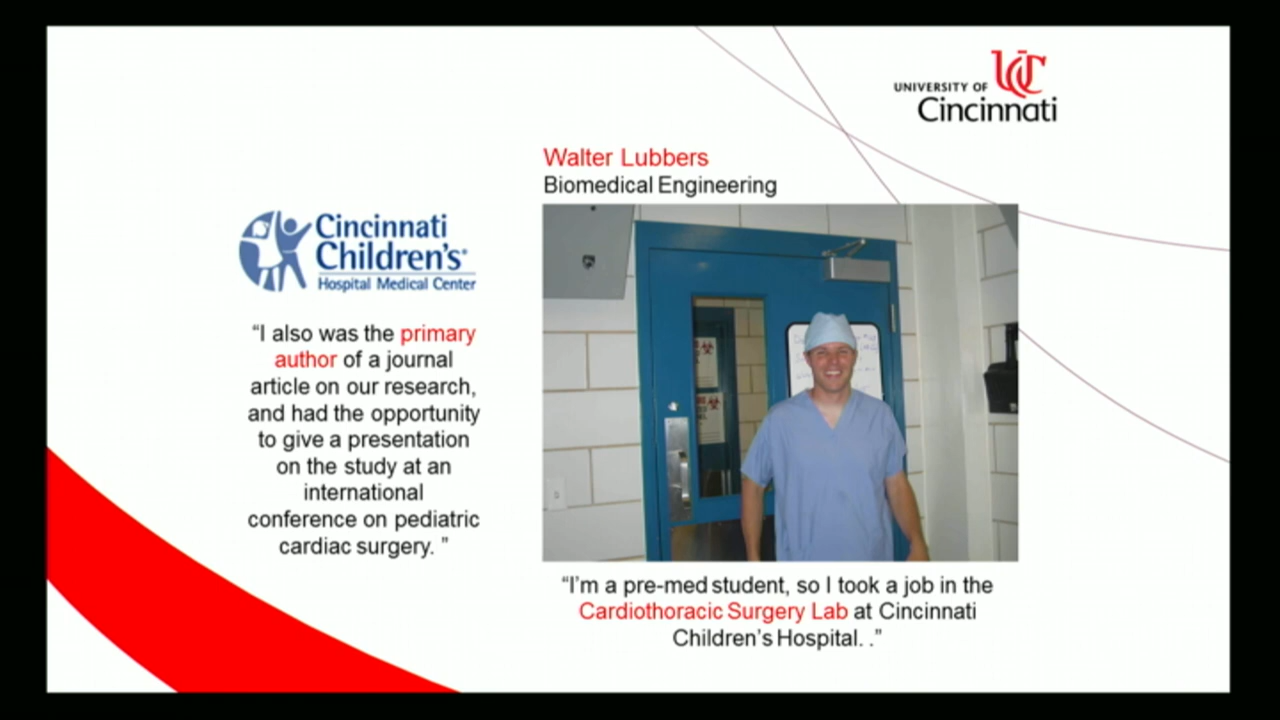 UNIVERSITY OF
UC
Cincinnati
Walter Lubbers
Biomedical Engineering
Cincinnati
Children's
Hospital Medical Center
“I also was the primary
author of a journal
article on our research,
and had the opportunity
to give a presentation
on the study at an
international
conference on pediatric
cardiac surgery. ”
“I'm a pre-med student, so I took a job in the
Cardiothoracic Surgery Lab at Cincinnati
Children's Hospital. .”